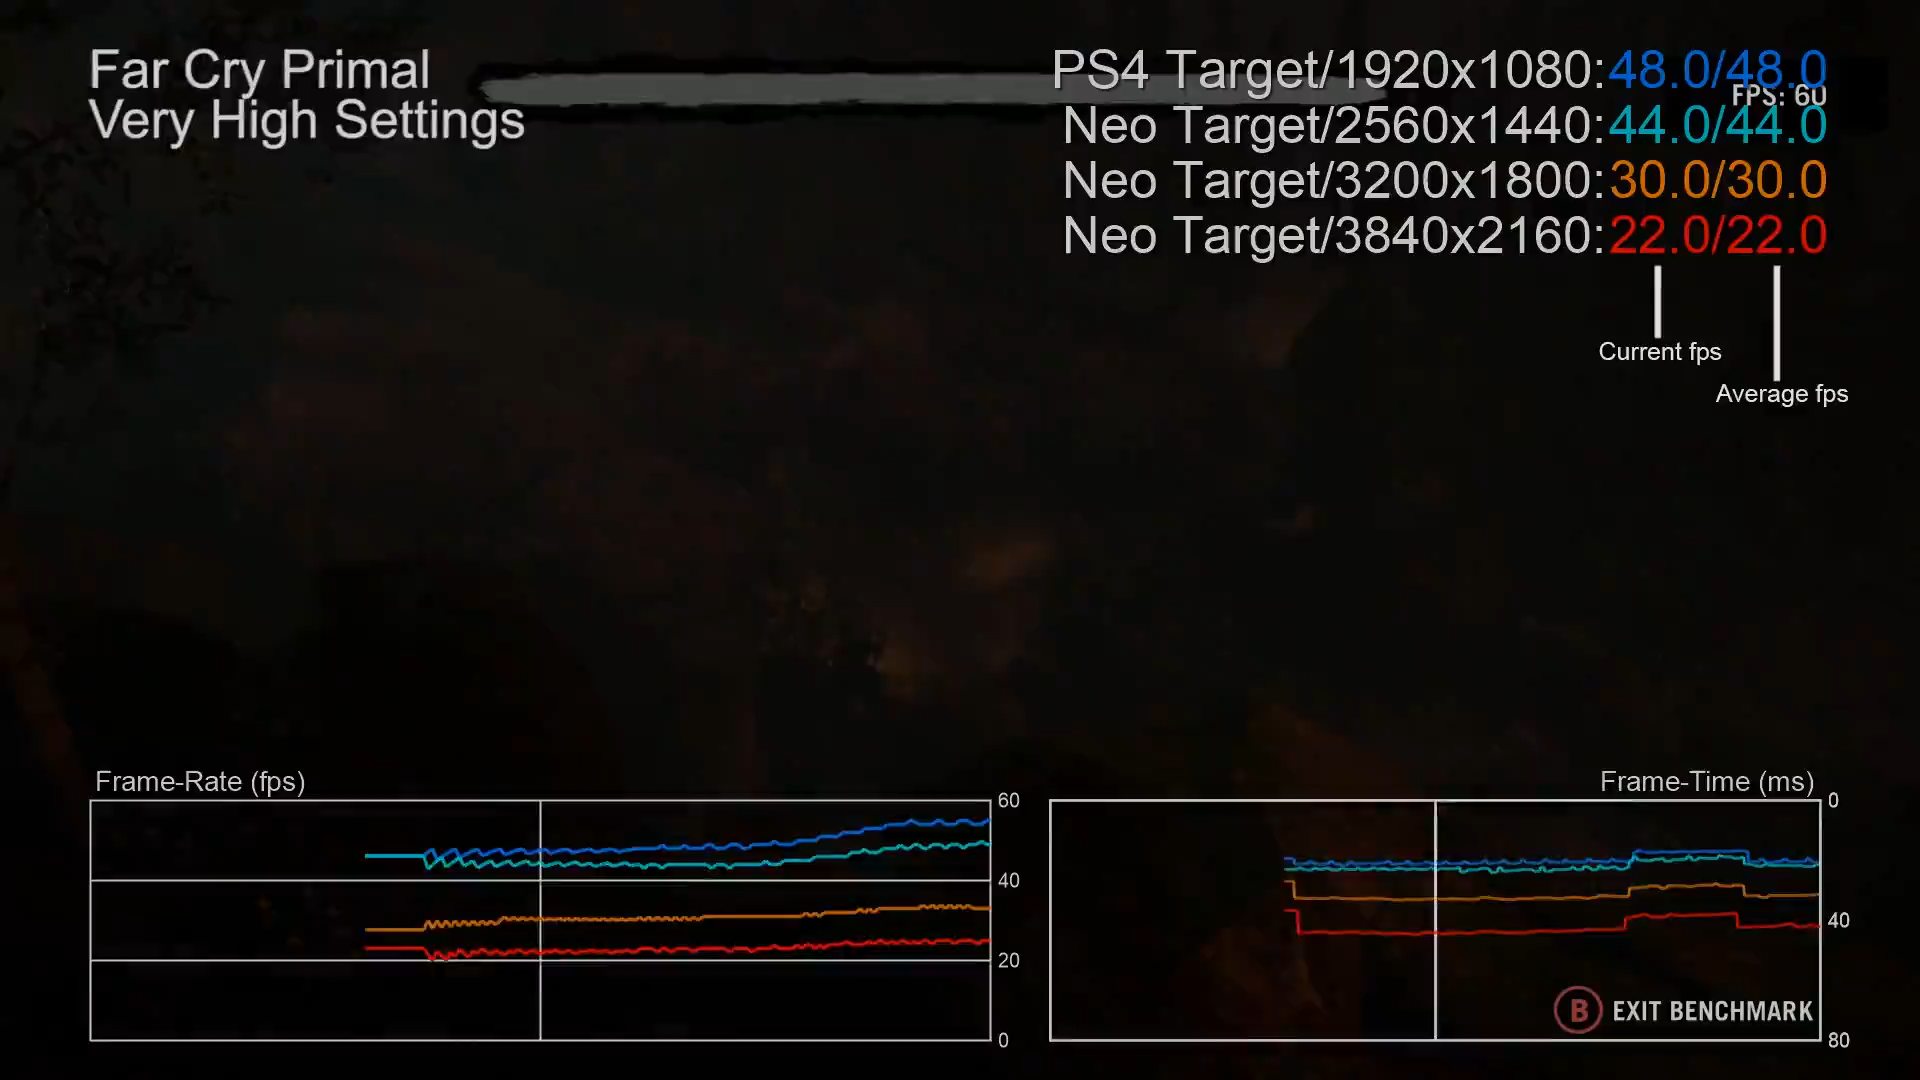 Far Cry Primal
Very High Settings
PS4 Target/1920x1080:48.0/48.0
FPS: 60
Neo Target/2560x1440:44.0/44.0
Neo Target/3200x1800:30.0/30.0
Neo Target/3840x2160:22.0/22.0
Current fps
Average fps
Frame-Rate (fps)
60
40
20
0
Frame-Time (ms)
0
40
80
B EXIT BENCHMARK